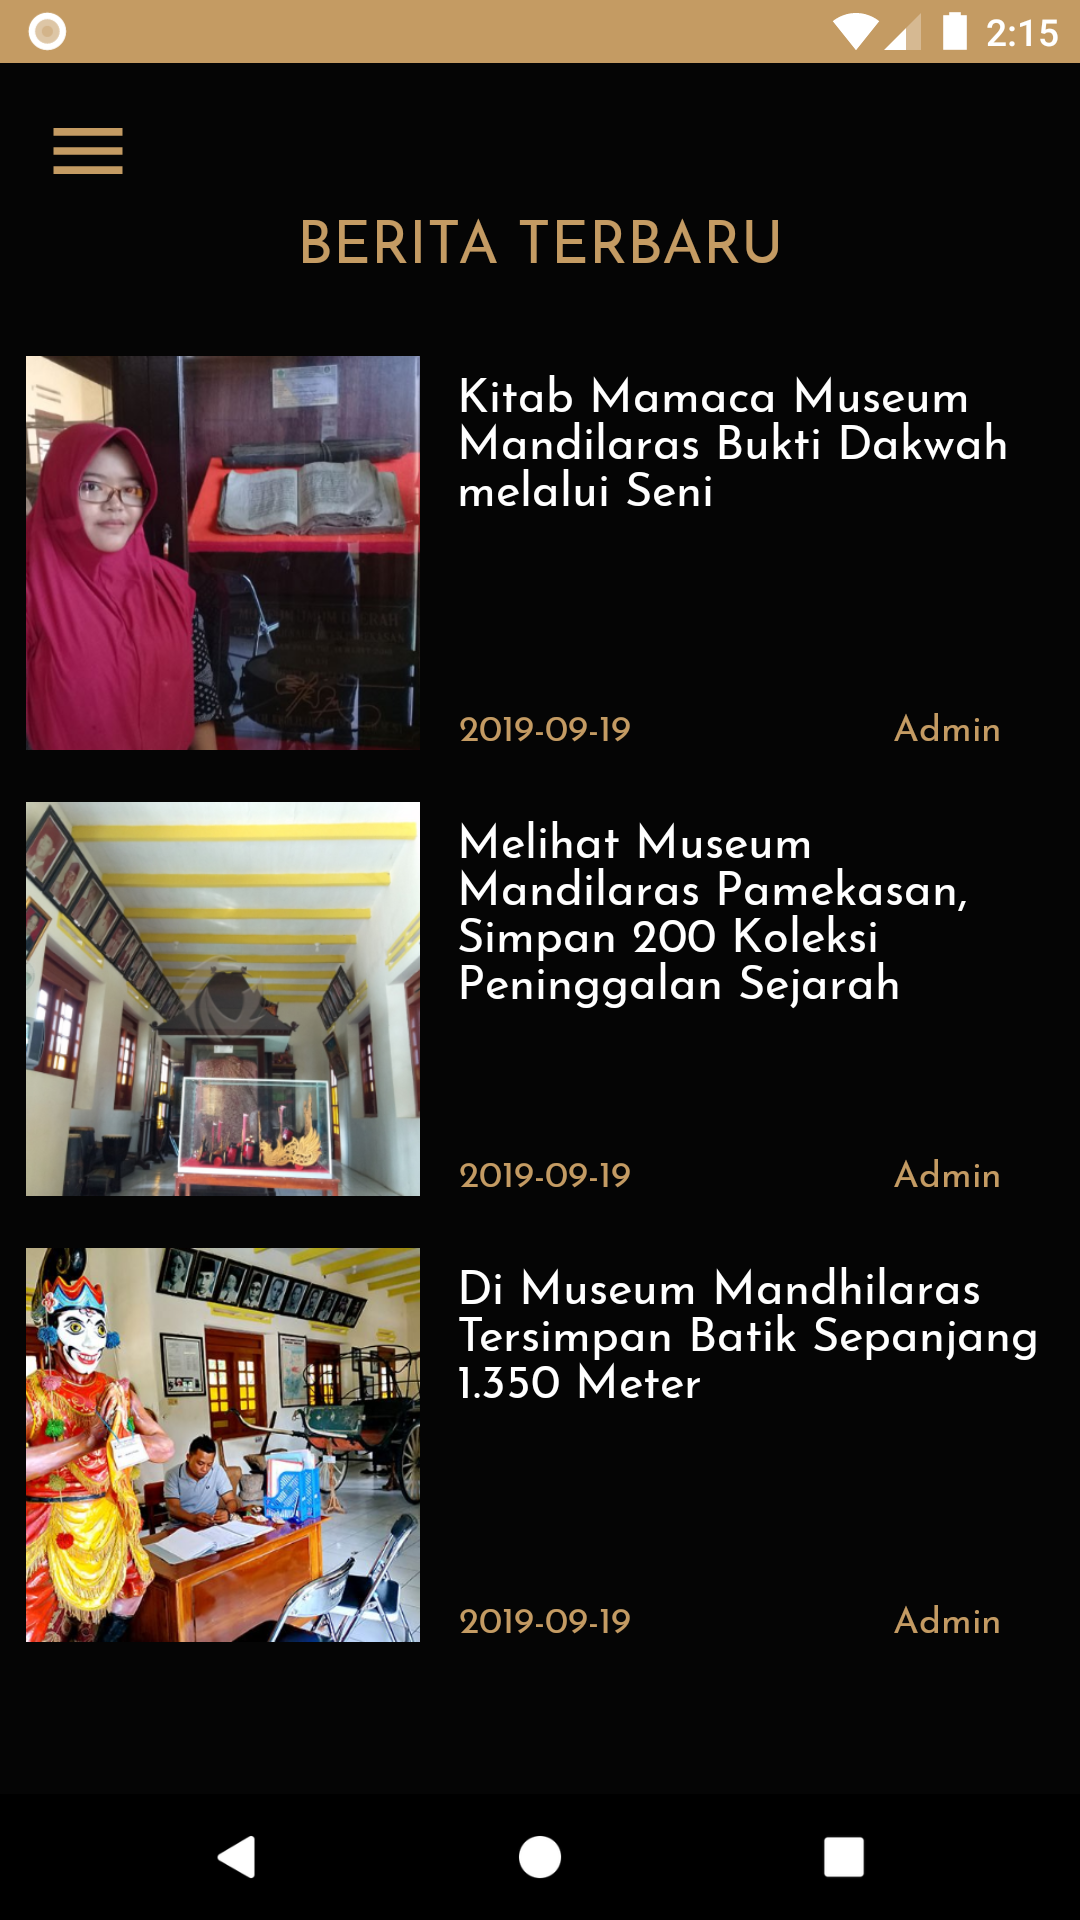 2:15
BERITA TERBARU
Kitab Mamaca Museum
Mandilaras Bukti Dakwah
melalui Seni
2019-09-19 Admin
Melihat Museum
Mandilaras Pamekasan,
Simpan 200 Koleksi
Peninggalan Sejarah
2019-09-19 Admin
Di Museum Mandhilaras
Tersimpan Batik Sepanjang
1.350 Meter
2019-09-19 Admin